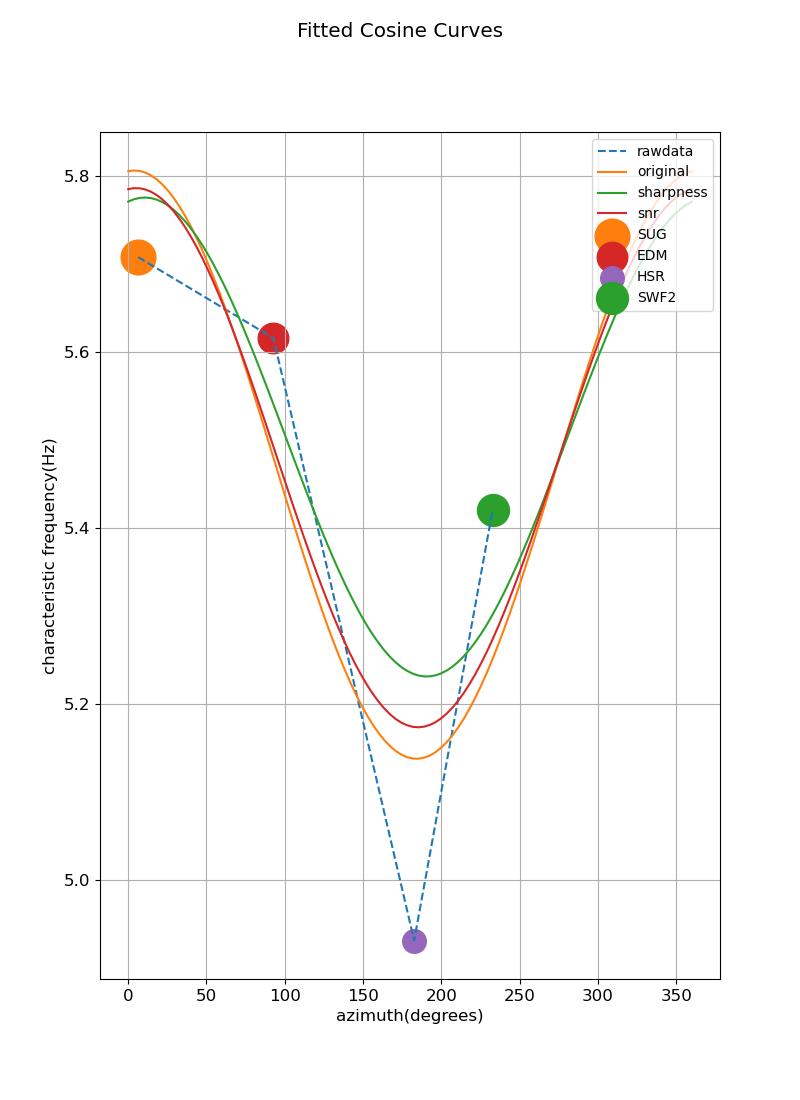 Fitted Cosine Curves
characteristic frequency(Hz)
5.8
5.6
5.4
5.2
5.0
rawdata
original
sharpness
snr
SUG
EDM
HSR
SWF2
0 50 100 150 200 250 300 350
azimuth(degrees)